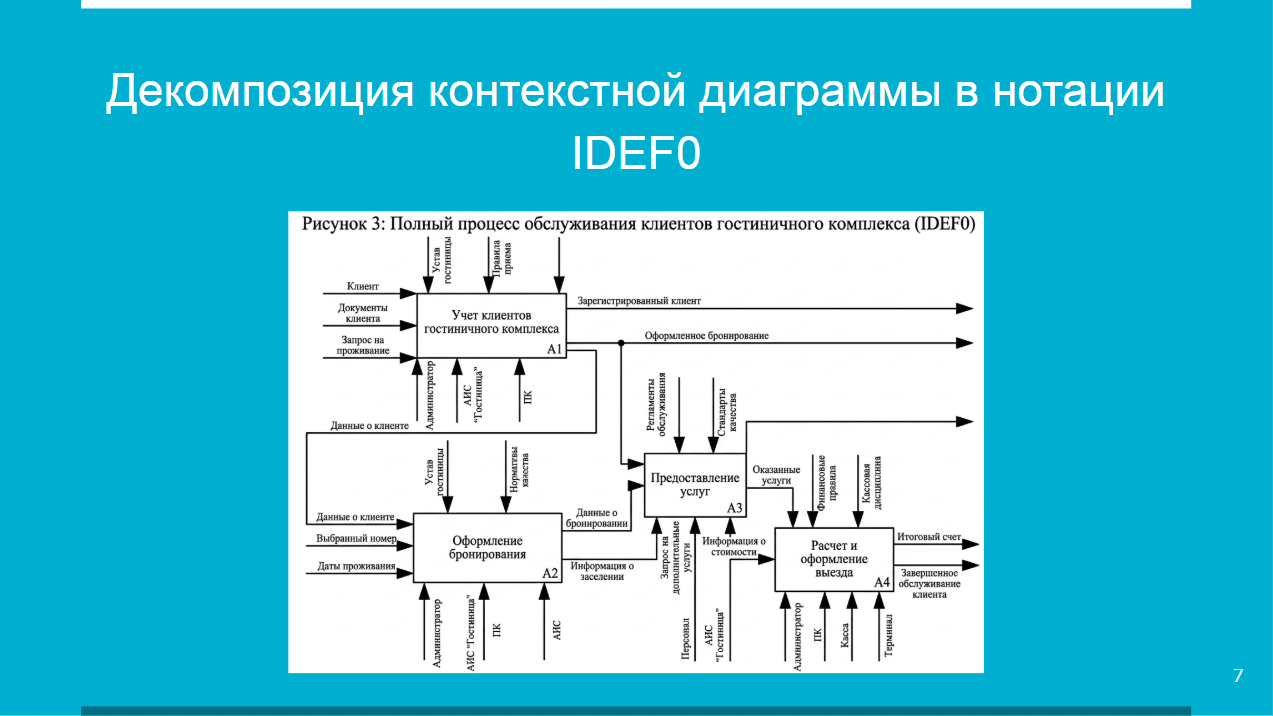 Декомпозиция контекстной диаграммы в нотации
IDEF0
Рисунок 3: Полный процесс обслуживания клиентов гостиничного комплекса (IDEF0)
Устав
гостиницы
Правила
приема
Клиент
Документы
клиента
Запрос на
проживание
Учет клиентов
гостиничного комплекса
A1
Зарегистрированный клиент
Оформленное бронирование
Администратор
АИС
"Гостиница"
ПК
Данные о клиенте
Регламенты
обслуживания
Стандарты
качества
Устав
гостиницы
Предоставление
услуг
A3
Оказанные
услуги
Финансовые
правила
Кассовая
дисциплина
Данные о клиенте
Выбранный номер
Даты проживания
Оформление
бронирования
A2
Данные о
бронировании
Информация о
заселении
Запрос на
дополнительные
услуги
Информация о
стоимости
Расчет и
оформление
выезда
A4
Итоговый счет
Завершенное
обслуживание
клиента
Администратор
АИС "Гостиница"
ПК
АИС
Персонал
АИС
"Гостиница"
Администратор
ПК
Касса
Терминал
7